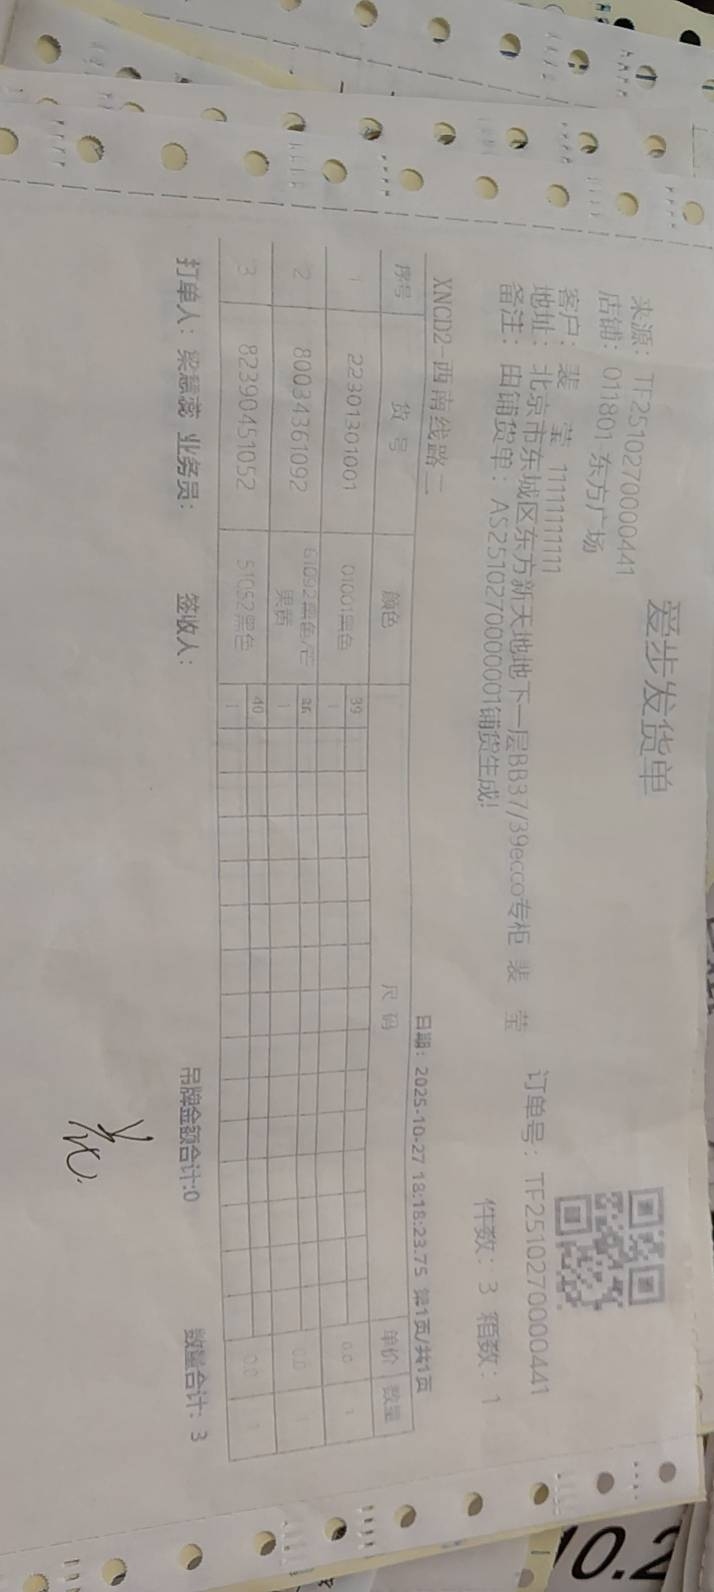 爱步发货单
来源：TF2510270000441
店铺：011801 东方广场
客户：裴 莹 11111111111
订单号：TF2510270000441
地址：北京市东城区东方新天地地下一层BB37/39ecco专柜 裴 莹
备注：由铺货单：AS2510270000001铺货生成!
件数：3 箱数：1
XNCD2-西南线路二
日期：2025-10-27 18:18:23.75 第1页/共1页
序号 货号 颜色 尺码 单价 数量
39
1 22301301001 01001黑色 1 0.0 1
46
2 80034361092 61092黑色/芒果黄 1 0.0 1
40
3 82390451052 51052黑色 1 0.0 1
打单人：梁慧蕊 业务员： 签收人： 吊牌金额合计:0 数量合计：3
10.2